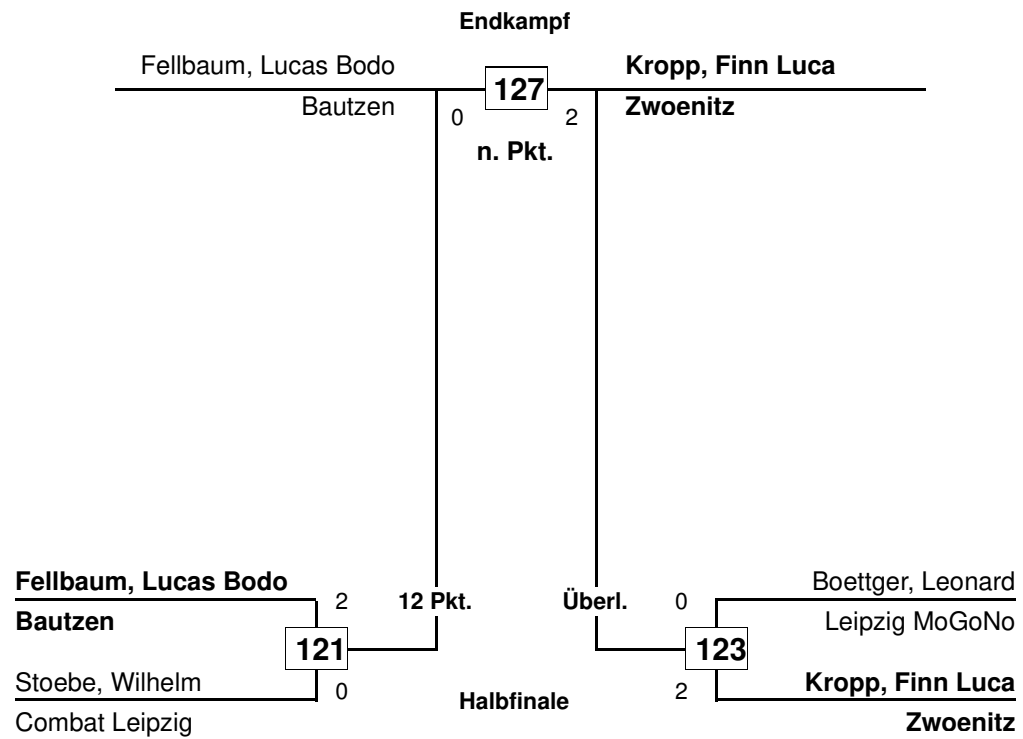 Endkampf
Fellbaum, Lucas Bodo
Bautzen
127
0
2
n. Pkt.
Kropp, Finn Luca
Zwoenitz
Fellbaum, Lucas Bodo
Bautzen
2
12 Pkt.
121
Stoebe, Wilhelm
Combat Leipzig
0
Halbfinale
Überl.
0
Boettger, Leonard
Leipzig MoGoNo
123
2
Kropp, Finn Luca
Zwoenitz